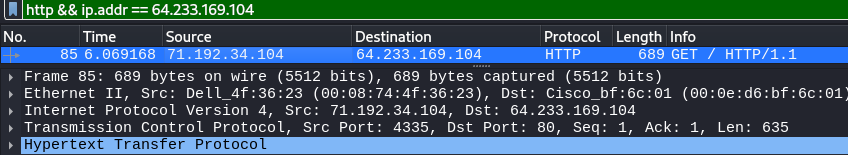 http && ip.addr == 64.233.169.104
No. Time Source Destination Protocol Length Info
85 6.069168 71.192.34.104 64.233.169.104 HTTP 689 GET / HTTP/1.1
Frame 85: 689 bytes on wire (5512 bits), 689 bytes captured (5512 bits)
Ethernet II, Src: Dell_4f:36:23 (00:08:74:4f:36:23), Dst: Cisco_bf:6c:01 (00:0e:d6:bf:6c:01)
Internet Protocol Version 4, Src: 71.192.34.104, Dst: 64.233.169.104
Transmission Control Protocol, Src Port: 4335, Dst Port: 80, Seq: 1, Ack: 1, Len: 635
Hypertext Transfer Protocol